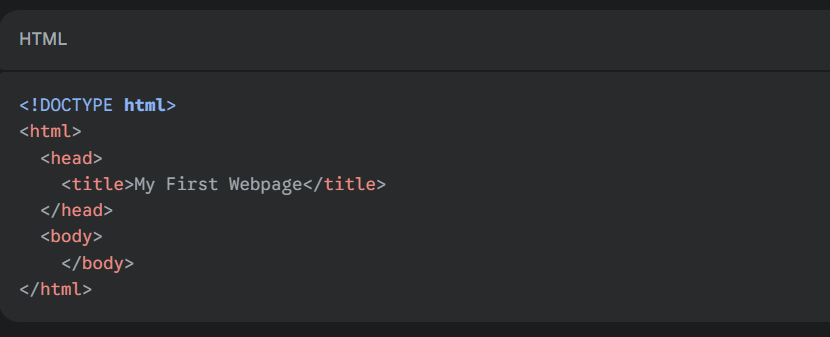 HTML
<!DOCTYPE html>
<html>
  <head>
    <title>My First Webpage</title>
  </head>
  <body>
    </body>
</html>